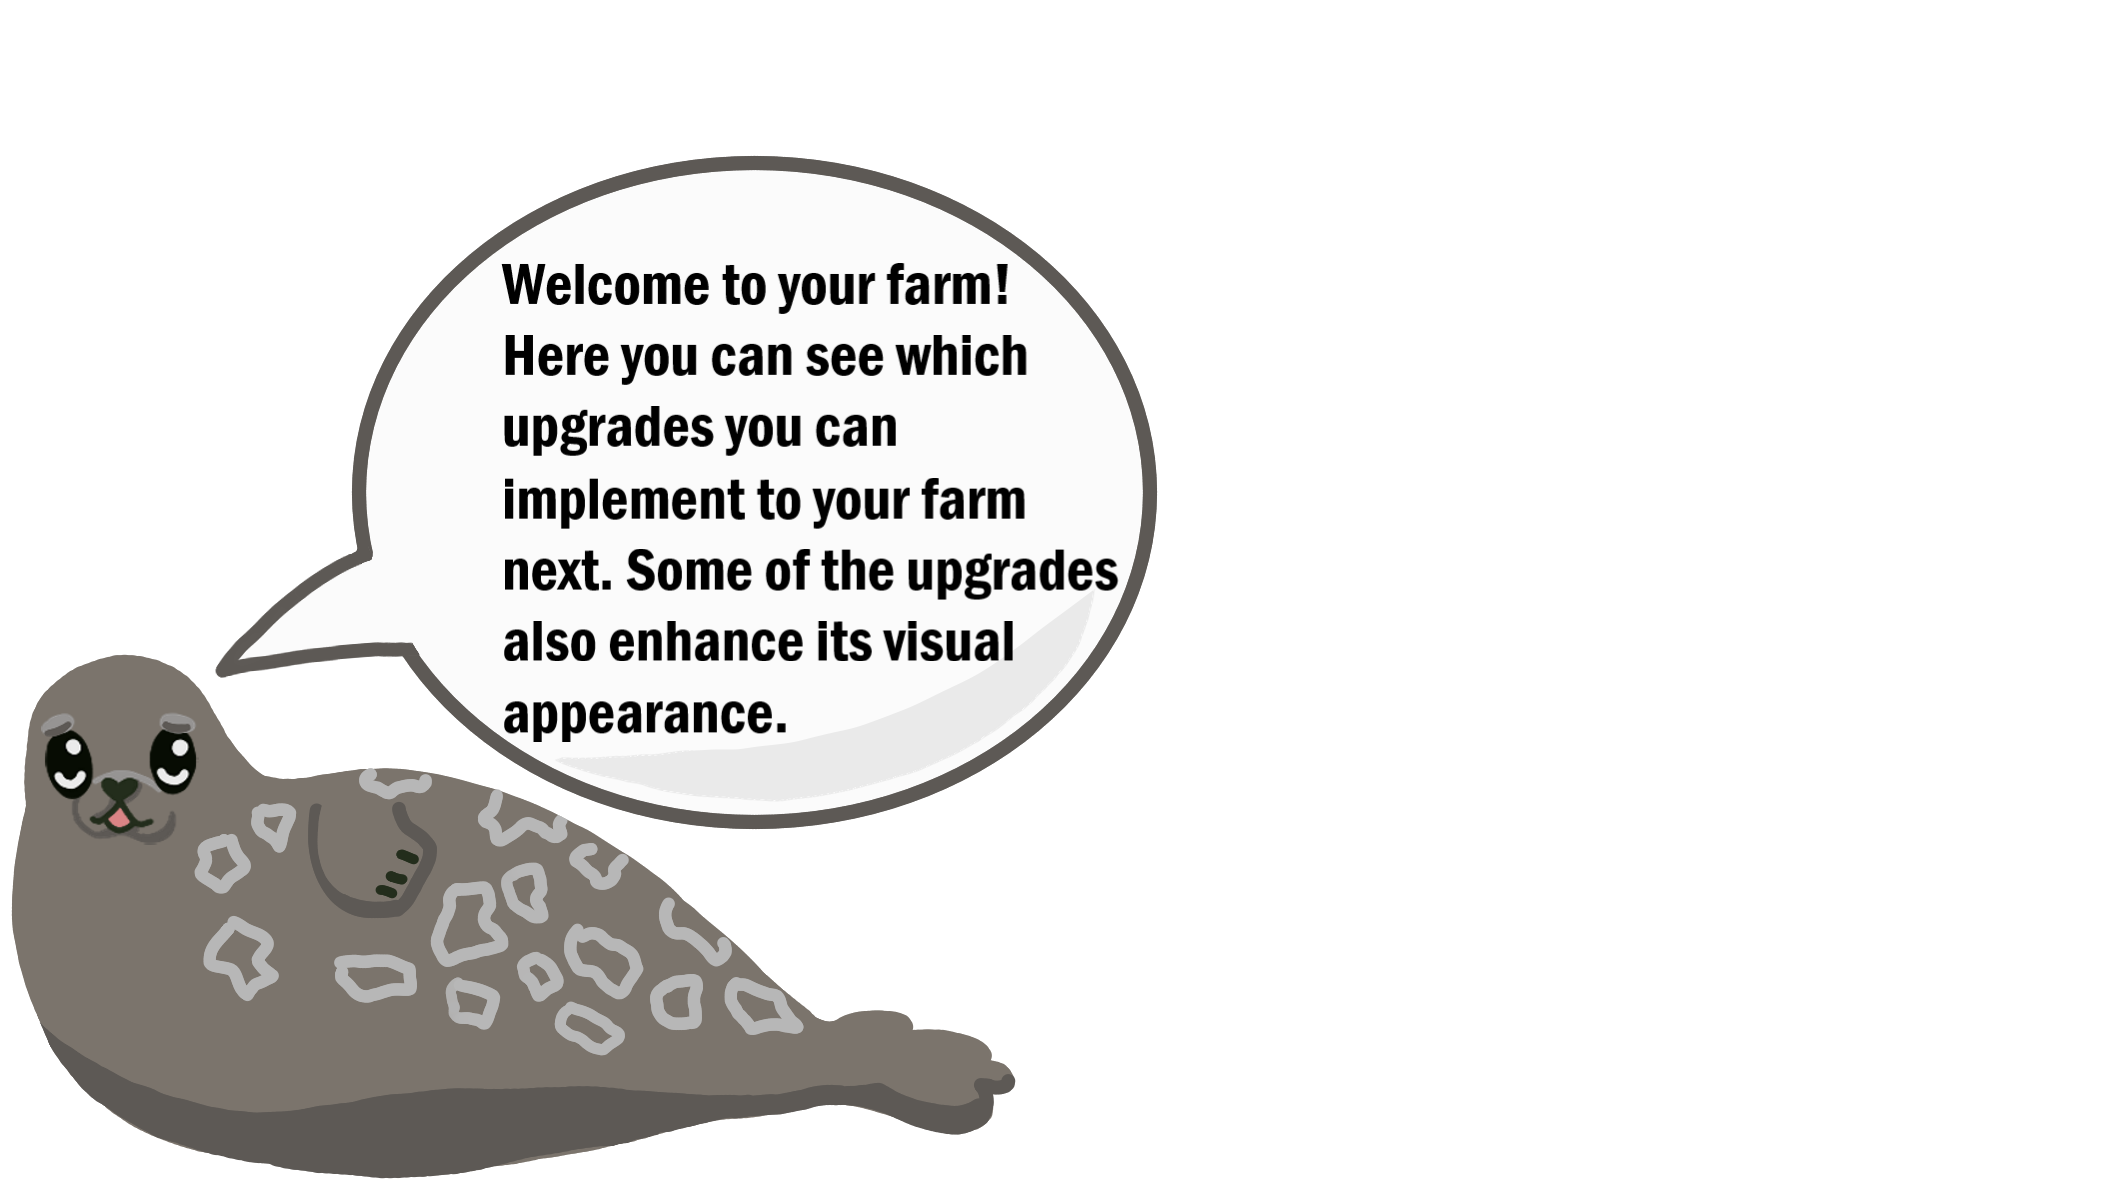 Welcome to your farm!
Here you can see which
upgrades you can
implement to your farm
next. Some of the upgrades
also enhance its visual
appearance.